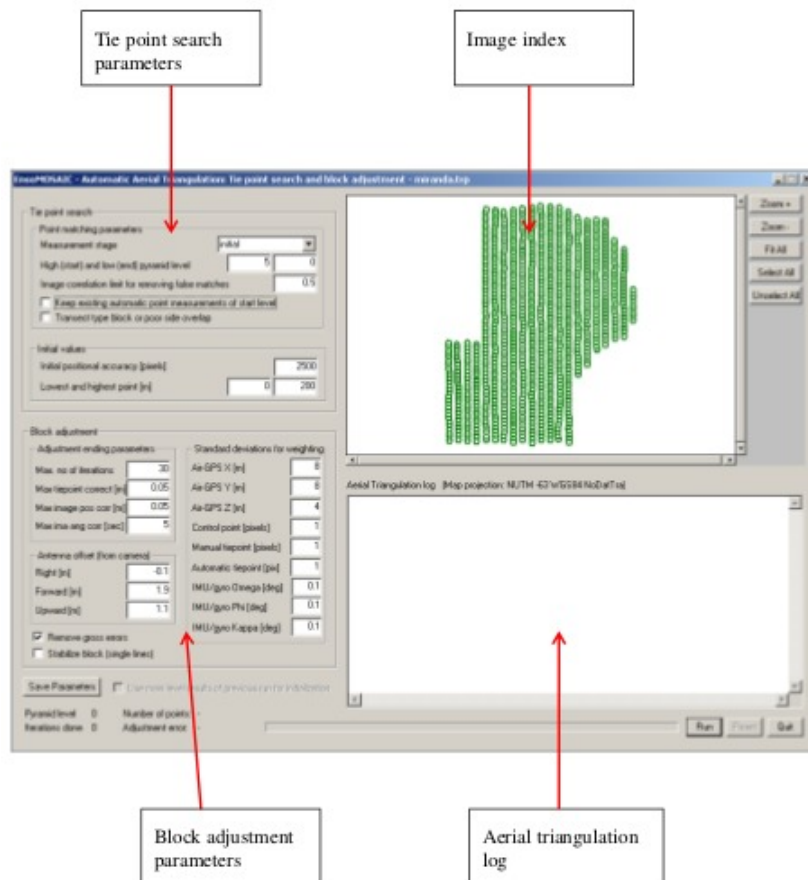 Tie point search
parameters
Image index
EnsoMOSAIC - Automatic Aerial Triangulation: Tie point search and block adjustment - miranda.txp
Tie point search
Point matching parameters
Measurement stage
initial
High (start) and low (end) pyramid level
5
0
Image correlation limit for removing false matches
0.5
Keep existing automatic point measurements of start level
Transect type block or poor side overlap
Initial values
Initial positional accuracy [pixels]
2500
Lowest and highest point [m]
0
200
Zoom +
Zoom -
Fit All
Select All
Unselect All
Block adjustment
Adjustment ending parameters
Max. no of iterations
30
Max tiepoint correct [m]
0.05
Max image pos corr [m]
0.05
Max ima ang corr [sec]
5
Antenna offset (from camera)
Right [m]
-0.1
Forward [m]
1.9
Upward [m]
1.1
Remove gross errors
Stabilize block (single lines)
Standard deviations for weighting
Air-GPS X [m]
8
Air-GPS Y [m]
8
Air-GPS Z [m]
4
Control point [pixels]
1
Manual tiepoint [pixels]
1
Automatic tiepoint [pix]
1
IMU/gyro Omega [deg]
0.1
IMU/gyro Phi [deg]
0.1
IMU/gyro Kappa [deg]
0.1
Aerial Triangulation log (Map projection: NUTM -63 WGS84 NoDatTra)
Save Parameters
Pyramid level 0
Number of points -
Iterations done 0
Adjustment error -
Run
Quit
Block adjustment
parameters
Aerial triangulation
log